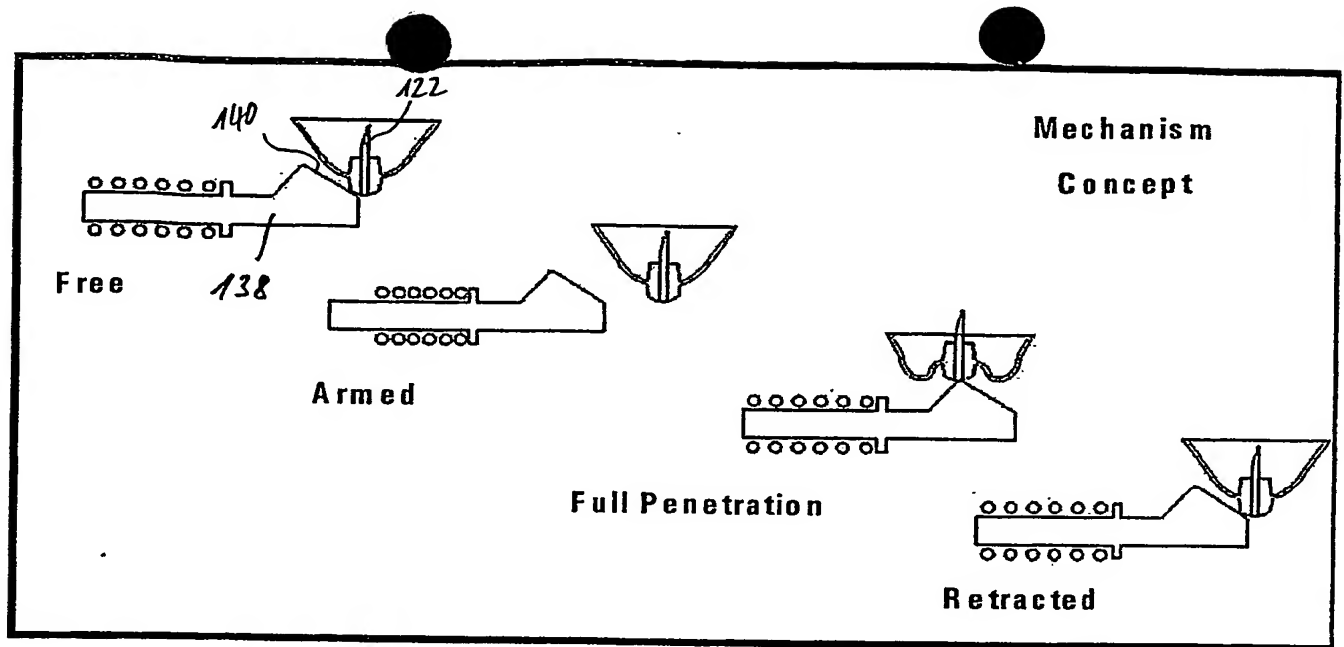 122
140
Mechanism
Concept
Free
138
Armed
Full Penetration
Retracted